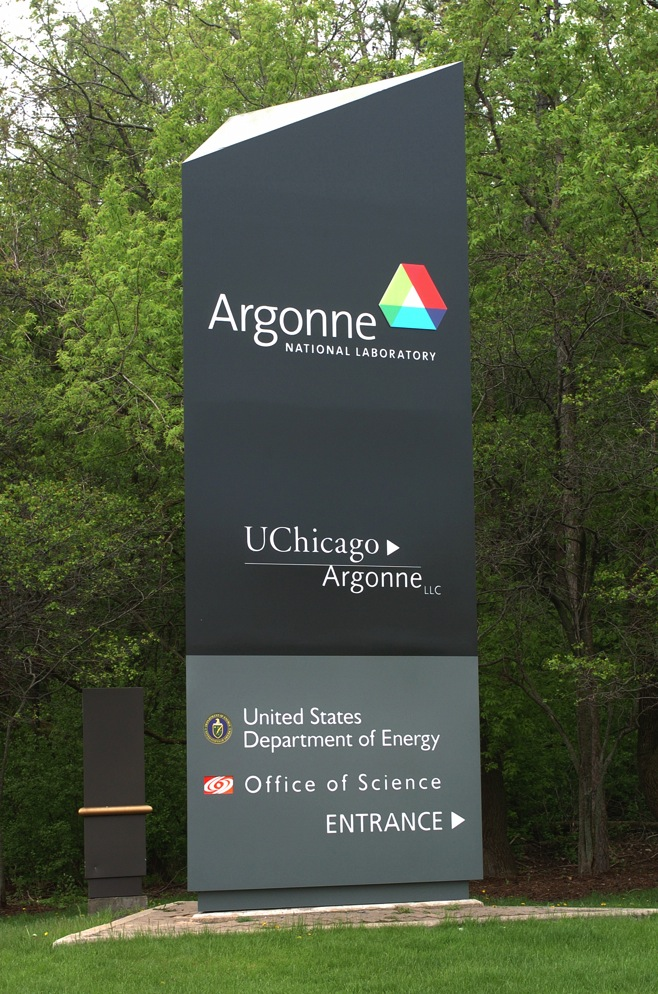 Argonne
NATIONAL LABORATORY
UChicago
Argonne LLC
United States
Department of Energy
Office of Science
ENTRANCE